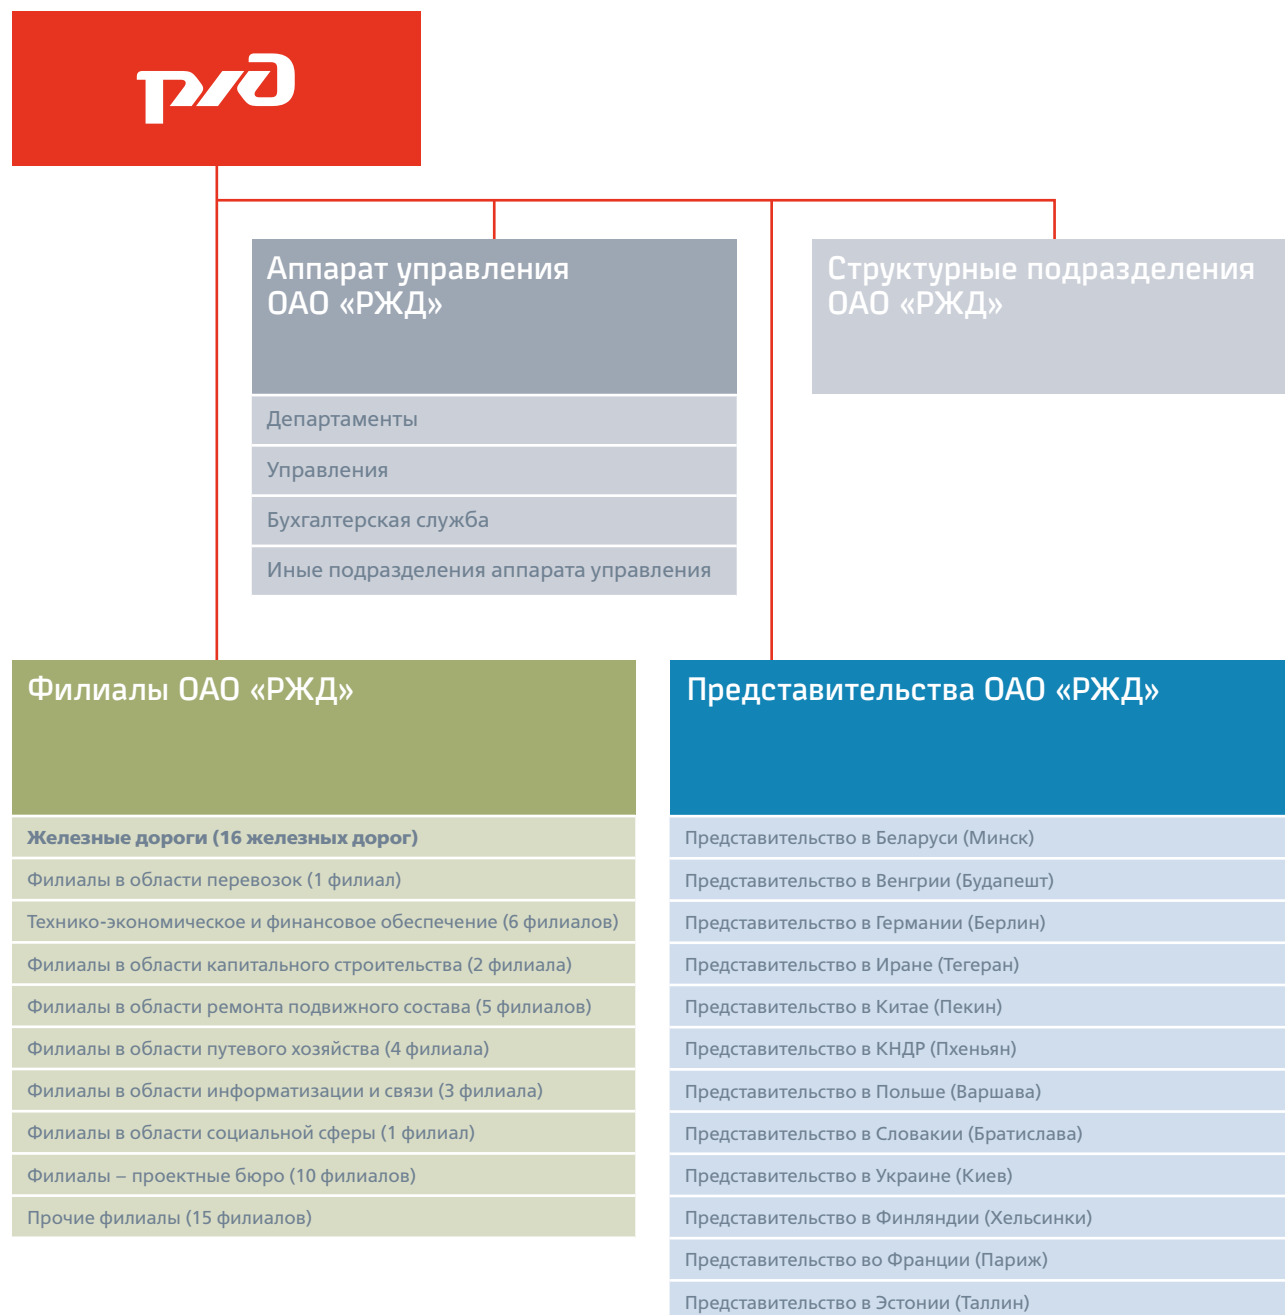 ржд
Аппарат управления
ОАО «РЖД»
Департаменты
Управления
Бухгалтерская служба
Иные подразделения аппарата управления
Структурные подразделения
ОАО «РЖД»
Филиалы ОАО «РЖД»
Железные дороги (16 железных дорог)
Филиалы в области перевозок (1 филиал)
Технико-экономическое и финансовое обеспечение (6 филиалов)
Филиалы в области капитального строительства (2 филиала)
Филиалы в области ремонта подвижного состава (5 филиалов)
Филиалы в области путевого хозяйства (4 филиала)
Филиалы в области информатизации и связи (3 филиала)
Филиалы в области социальной сферы (1 филиал)
Филиалы – проектные бюро (10 филиалов)
Прочие филиалы (15 филиалов)
Представительства ОАО «РЖД»
Представительство в Беларуси (Минск)
Представительство в Венгрии (Будапешт)
Представительство в Германии (Берлин)
Представительство в Иране (Тегеран)
Представительство в Китае (Пекин)
Представительство в КНДР (Пхеньян)
Представительство в Польше (Варшава)
Представительство в Словакии (Братислава)
Представительство в Украине (Киев)
Представительство в Финляндии (Хельсинки)
Представительство во Франции (Париж)
Представительство в Эстонии (Таллин)